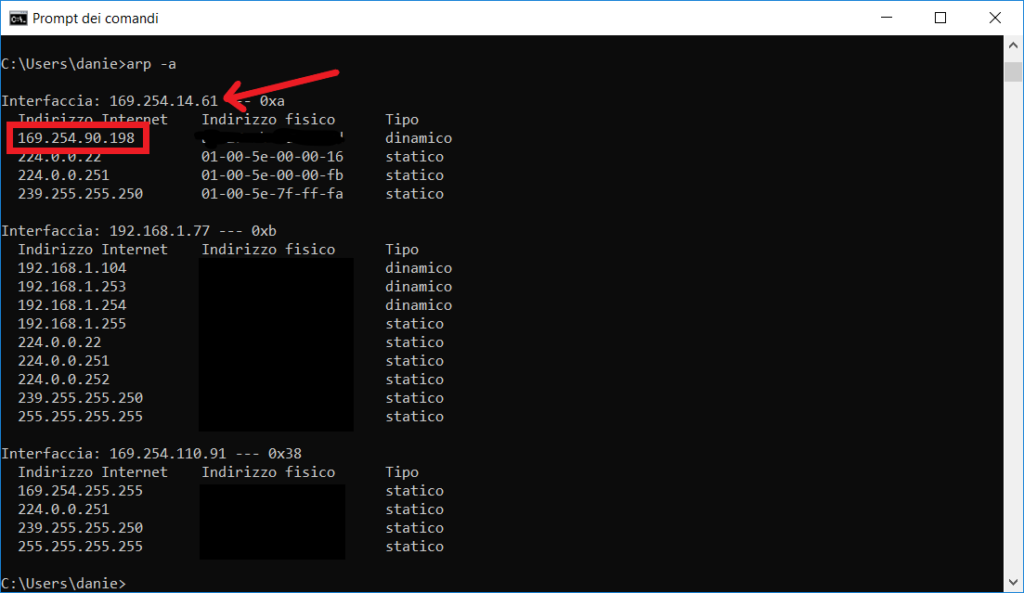 Prompt dei comandi
C:\Users\danie>arp -a
Interfaccia: 169.254.14.61 --- 0xa
Indirizzo Internet Indirizzo fisico Tipo
169.254.90.198 dinamico
224.0.0.22 01-00-5e-00-00-16 statico
224.0.0.251 01-00-5e-00-00-fb statico
239.255.255.250 01-00-5e-7f-ff-fa statico
Interfaccia: 192.168.1.77 --- 0xb
Indirizzo Internet Indirizzo fisico Tipo
192.168.1.104 dinamico
192.168.1.253 dinamico
192.168.1.254 dinamico
192.168.1.255 statico
224.0.0.22 statico
224.0.0.251 statico
224.0.0.252 statico
239.255.255.250 statico
255.255.255.255 statico
Interfaccia: 169.254.110.91 --- 0x38
Indirizzo Internet Indirizzo fisico Tipo
169.254.255.255 statico
224.0.0.251 statico
239.255.255.250 statico
255.255.255.255 statico
C:\Users\danie>